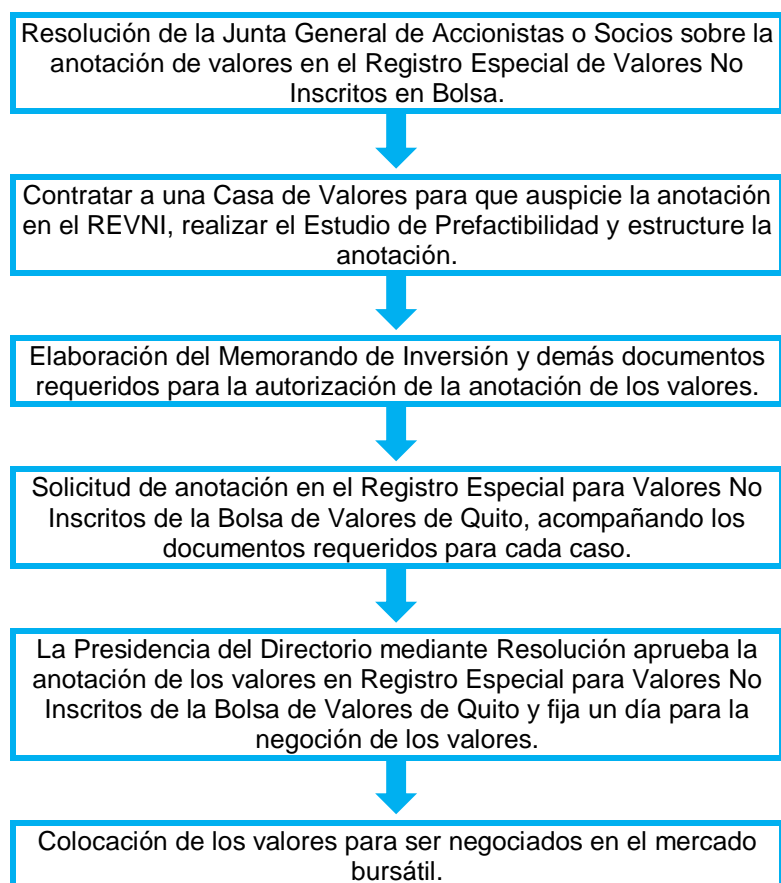 Resolución de la Junta General de Accionistas o Socios sobre la
anotación de valores en el Registro Especial de Valores No
Inscritos en Bolsa.
Contratar a una Casa de Valores para que auspicie la anotación
en el REVNI, realizar el Estudio de Prefactibilidad y estructure la
anotación.
Elaboración del Memorando de Inversión y demás documentos
requeridos para la autorización de la anotación de los valores.
Solicitud de anotación en el Registro Especial para Valores No
Inscritos de la Bolsa de Valores de Quito, acompañando los
documentos requeridos para cada caso.
La Presidencia del Directorio mediante Resolución aprueba la
anotación de los valores en Registro Especial para Valores No
Inscritos de la Bolsa de Valores de Quito y fija un día para la
negoción de los valores.
Colocación de los valores para ser negociados en el mercado
bursátil.